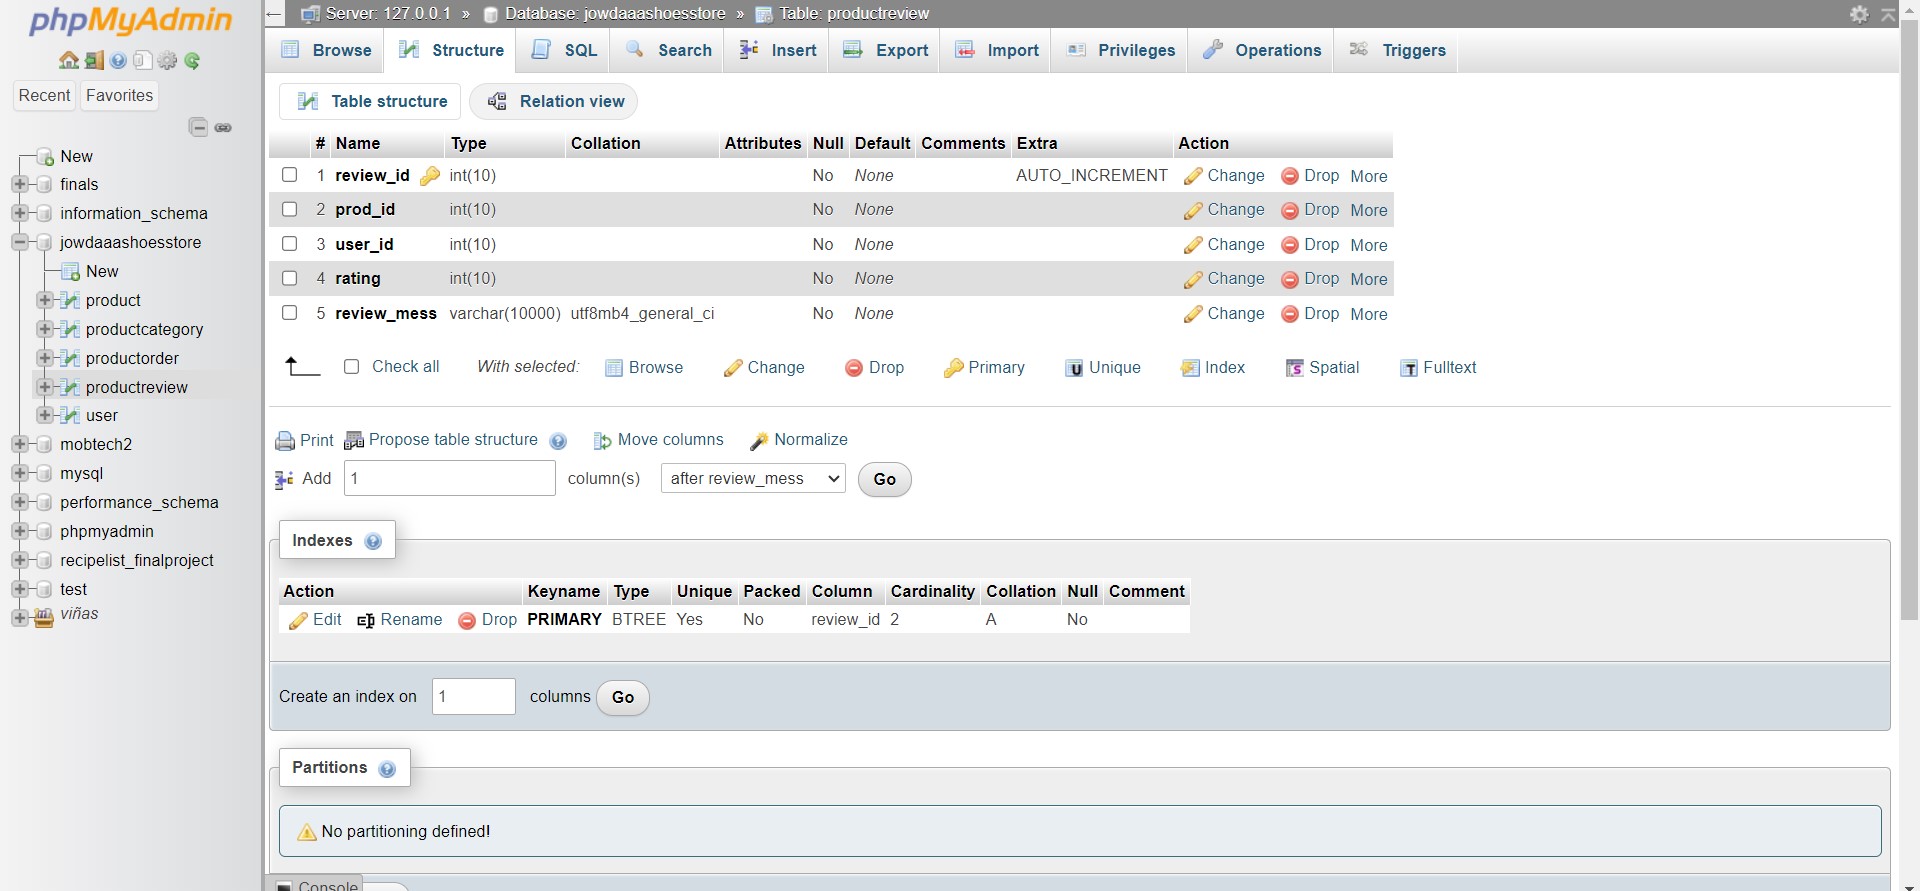 phpMyAdmin
Recent Favorites
New
finals
information_schema
jowdaaashoesstore
New
product
productcategory
productorder
productreview
user
mobtech2
mysql
performance_schema
phpmyadmin
recipelist_finalproject
test
viñas
Server: 127.0.0.1 » Database: jowdaaashoesstore » Table: productreview
Browse Structure SQL Search Insert Export Import Privileges Operations Triggers
Table structure Relation view
# Name Type Collation Attributes Null Default Comments Extra Action
1 review_id int(10) No None AUTO_INCREMENT Change Drop More
2 prod_id int(10) No None Change Drop More
3 user_id int(10) No None Change Drop More
4 rating int(10) No None Change Drop More
5 review_mess varchar(10000) utf8mb4_general_ci No None Change Drop More
Check all With selected: Browse Change Drop Primary Unique Index Spatial Fulltext
Print Propose table structure Move columns Normalize
Add 1 column(s) after review_mess Go
Indexes
Action Keyname Type Unique Packed Column Cardinality Collation Null Comment
Edit Rename Drop PRIMARY BTREE Yes No review_id 2 A No
Create an index on 1 columns Go
Partitions
No partitioning defined!
Console